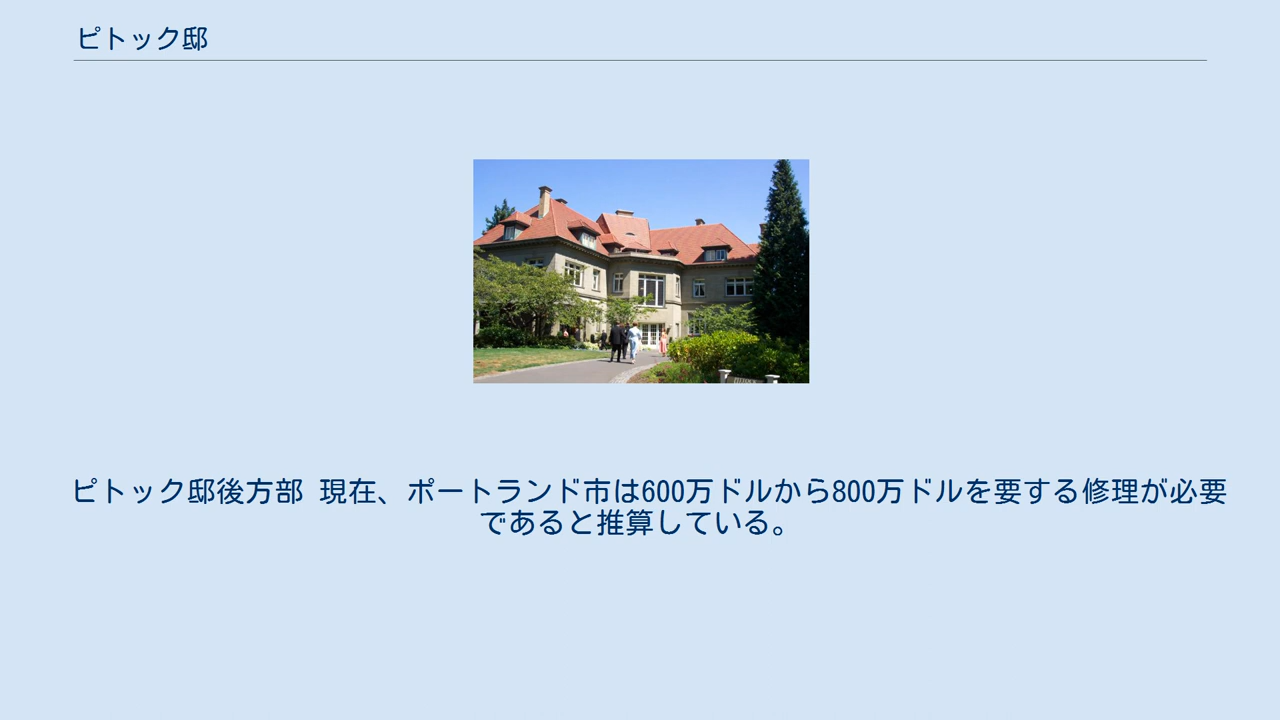 ピトック邸
ピトック邸後方部 現在、ポートランド市は600万ドルから800万ドルを要する修理が必要
であると推算している。